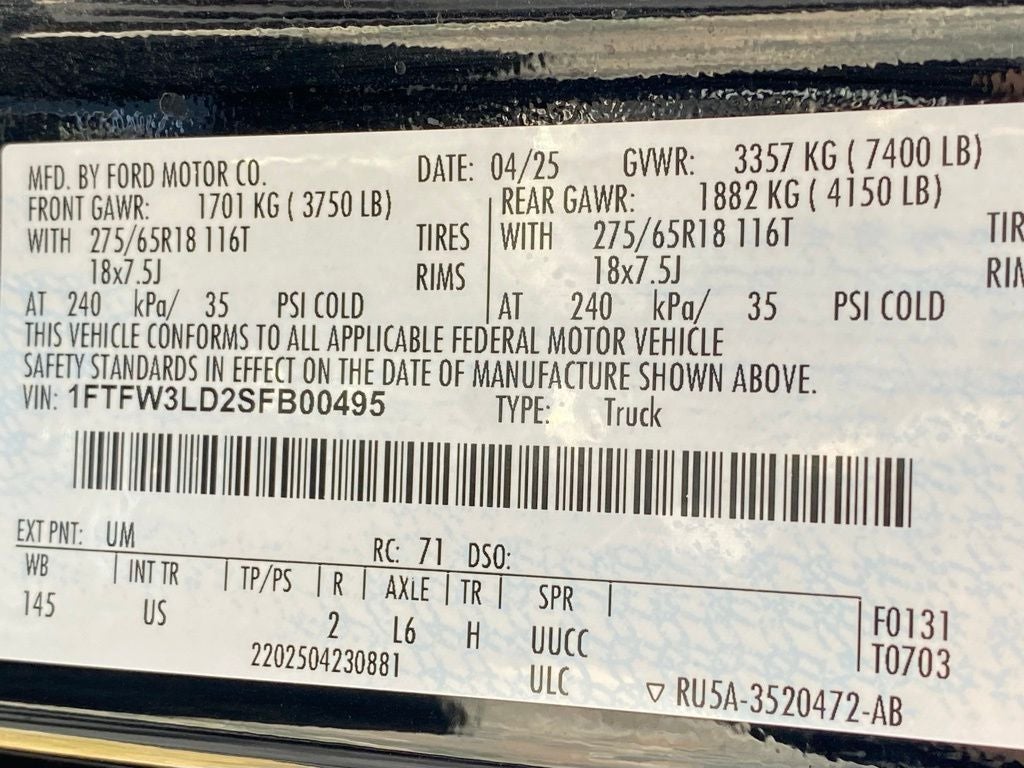 MFD. BY FORD MOTOR CO. DATE: 04/25 GVWR: 3357 KG ( 7400 LB)
FRONT GAWR: 1701 KG ( 3750 LB) REAR GAWR: 1882 KG ( 4150 LB)
WITH 275/65R18 116T TIRES WITH 275/65R18 116T TIR
18x7.5J RIMS 18x7.5J RIM
AT 240 kPa/ 35 PSI COLD AT 240 kPa/ 35 PSI COLD
THIS VEHICLE CONFORMS TO ALL APPLICABLE FEDERAL MOTOR VEHICLE
SAFETY STANDARDS IN EFFECT ON THE DATE OF MANUFACTURE SHOWN ABOVE.
VIN: 1FTFW3LD2SFB00495 TYPE: Truck
EXT PNT: UM RC: 71 DSO:
WB INT TR TP/PS R AXLE TR SPR
145 US 2 L6 H UUCC F0131
2202504230881 ULC T0703
▽ RU5A-3520472-AB